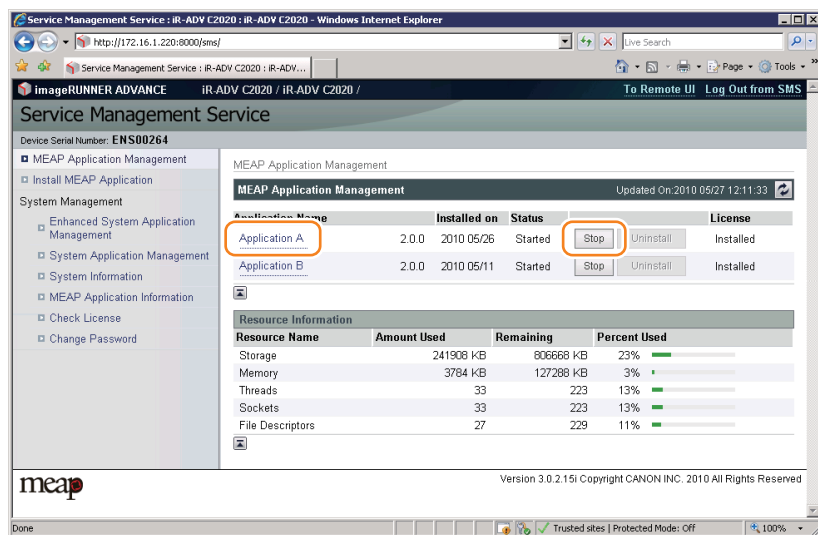 Service Management Service : iR-ADV C2020 : iR-ADV C2020 - Windows Internet Explorer
http://172.16.1.220:8000/sms/
Live Search
Service Management Service : iR-ADV C2020 : iR-ADV...
Page
Tools
imageRUNNER ADVANCE iR-ADV C2020 / iR-ADV C2020 /
To Remote UI Log Out from SMS
Service Management Service
Device Serial Number: ENS00264
MEAP Application Management
Install MEAP Application
System Management
Enhanced System Application Management
System Application Management
System Information
MEAP Application Information
Check License
Change Password
MEAP Application Management
MEAP Application Management Updated On:2010 05/27 12:11:33
Application Name Installed on Status License
Application A 2.0.0 2010 05/26 Started Stop Uninstall Installed
Application B 2.0.0 2010 05/11 Started Stop Uninstall Installed
Resource Information
Resource Name Amount Used Remaining Percent Used
Storage 241908 KB 806668 KB 23%
Memory 3784 KB 127288 KB 3%
Threads 33 223 13%
Sockets 33 223 13%
File Descriptors 27 229 11%
meap
Version 3.0.2.15i Copyright CANON INC. 2010 All Rights Reserved
Done
Trusted sites | Protected Mode: Off
100%